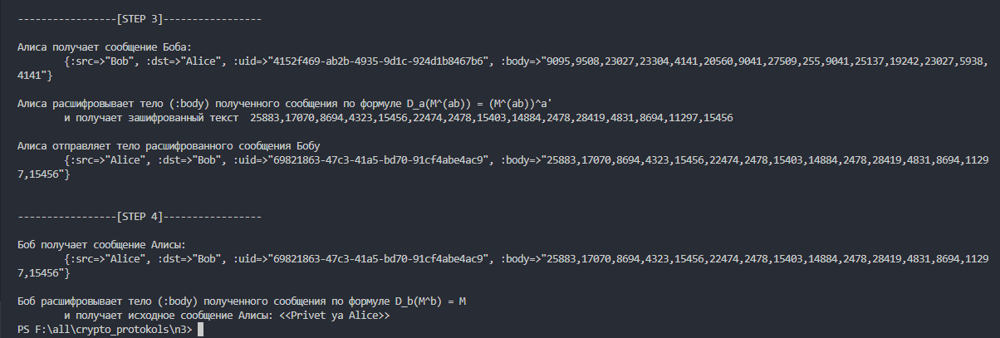 -----------------[STEP 3]-----------------
Алиса получает сообщение Боба:
{:src=>"Bob", :dst=>"Alice", :uid=>"4152f469-ab2b-4935-9d1c-924d1b8467b6", :body=>"9095,9508,23027,23304,4141,20560,9041,27509,255,9041,25137,19242,23027,5938,
4141"}
Алиса расшифровывает тело (:body) полученного сообщения по формуле D_a(M^(ab)) = (M^(ab))^a'
и получает зашифрованный текст  25883,17070,8694,4323,15456,22474,2478,15403,14884,2478,28419,4831,8694,11297,15456
Алиса отправляет тело расшифрованного сообщения Бобу
{:src=>"Alice", :dst=>"Bob", :uid=>"69821863-47c3-41a5-bd70-91cf4abe4ac9", :body=>"25883,17070,8694,4323,15456,22474,2478,15403,14884,2478,28419,4831,8694,1129
7,15456"}
-----------------[STEP 4]-----------------
Боб получает сообщение Алисы:
{:src=>"Alice", :dst=>"Bob", :uid=>"69821863-47c3-41a5-bd70-91cf4abe4ac9", :body=>"25883,17070,8694,4323,15456,22474,2478,15403,14884,2478,28419,4831,8694,1129
7,15456"}
Боб расшифровывает тело (:body) полученного сообщения по формуле D_b(M^b) = M
и получает исходное сообщение Алисы: <<Privet ya Alice>>
PS F:\all\crypto_protokols\n3>